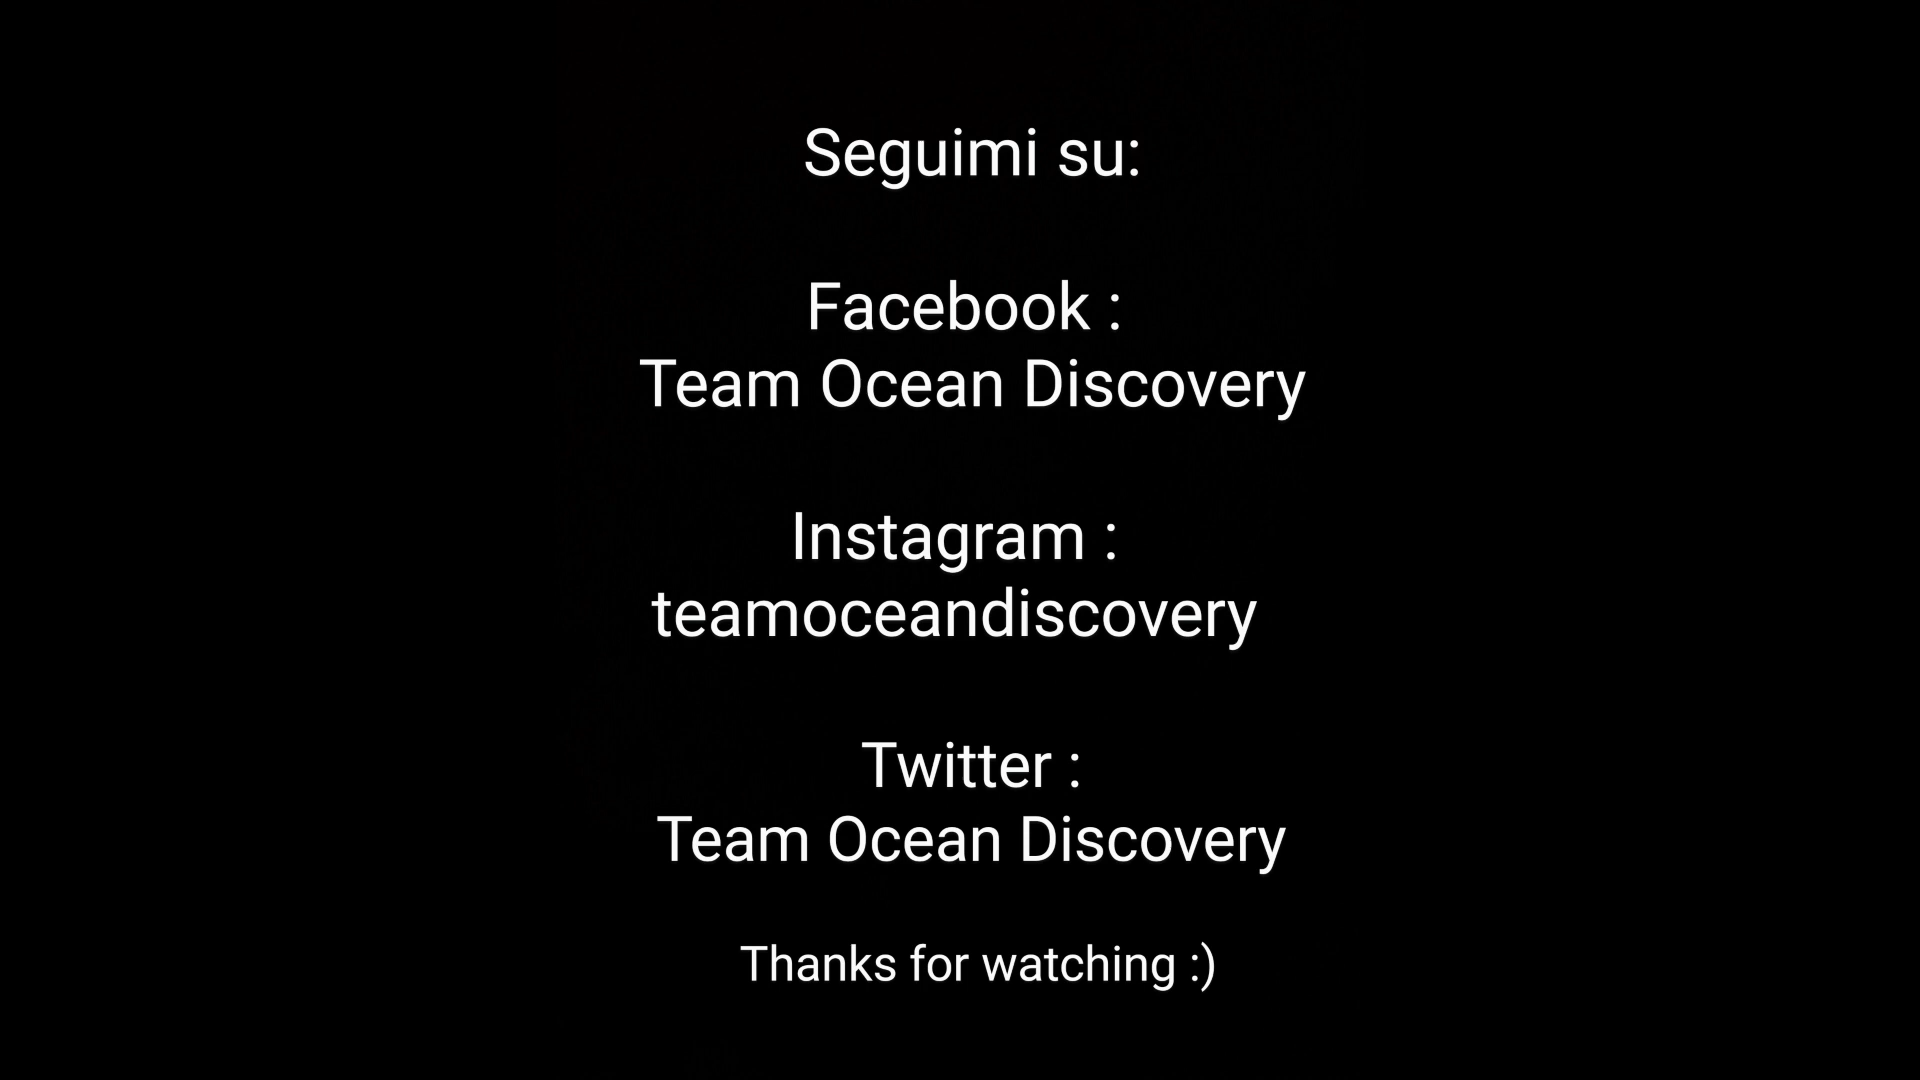 Seguimi su:
Facebook :
Team Ocean Discovery
Instagram :
teamoceandiscovery
Twitter :
Team Ocean Discovery
Thanks for watching :)